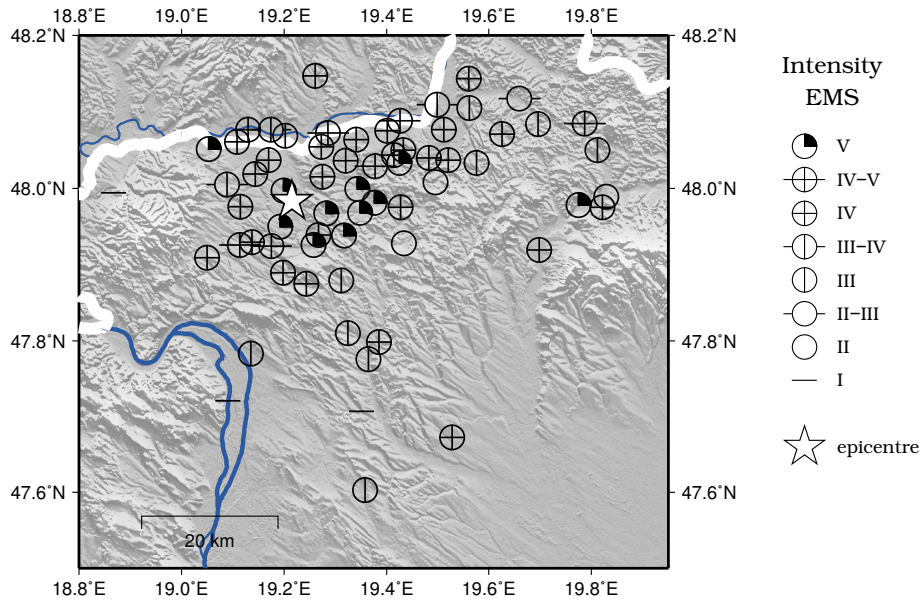 18.8˚E 19.0˚E 19.2˚E 19.4˚E 19.6˚E 19.8˚E
48.2˚N 48.2˚N
48.0˚N 48.0˚N
47.8˚N 47.8˚N
47.6˚N 47.6˚N
20 km
18.8˚E 19.0˚E 19.2˚E 19.4˚E 19.6˚E 19.8˚E
Intensity
EMS
V
IV–V
IV
III–IV
III
II–III
II
I
epicentre